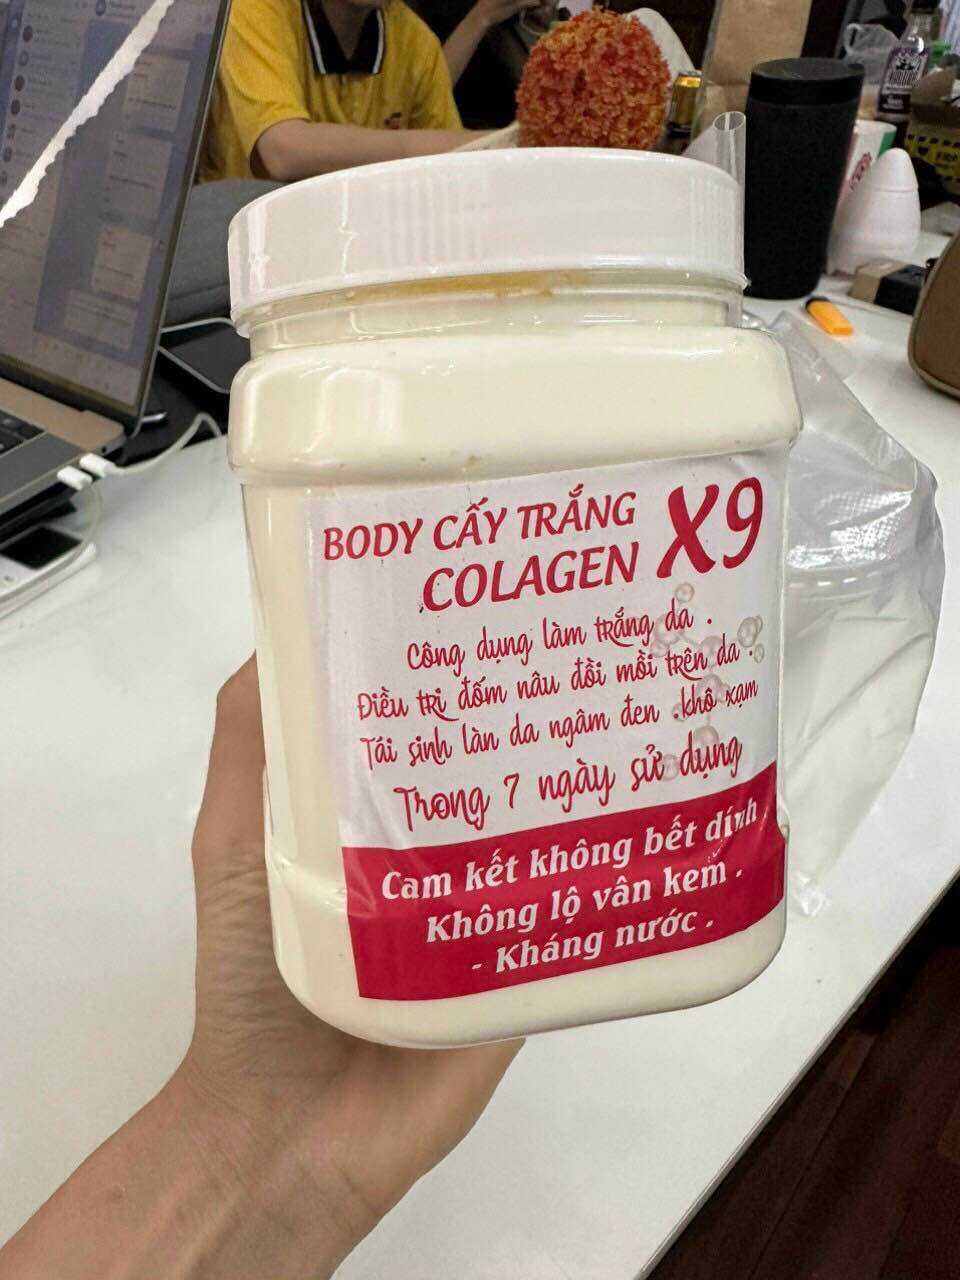 BODY CẤY TRẮNG
COLAGEN X9
Công dụng làm trắng da .
Điều trị đốm nâu đồi mồi trên da .
Tái sinh làn da ngâm đen .khô xạm
Trong 7 ngày sử dụng
Cam kết không bết dính
Không lộ vân kem .
- Kháng nước .